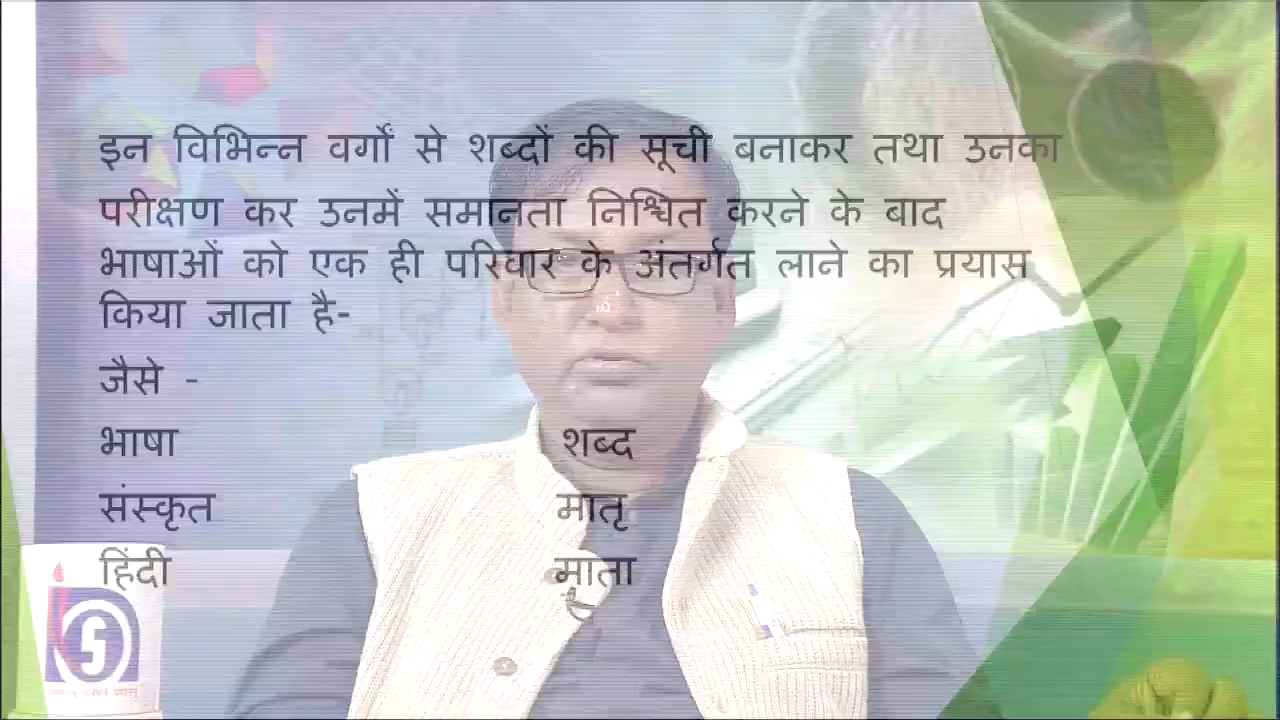 इन विभिन्न वर्गों से शब्दों की सूची बनाकर तथा उनका
परीक्षण कर उनमें समानता निश्चित करने के बाद
भाषाओं को एक ही परिवार के अंतर्गत लाने का प्रयास
किया जाता है-
जैसे -
भाषा शब्द
संस्कृत मातृ
हिंदी माता